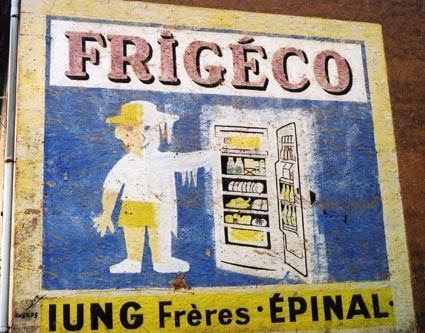 FRIGÉCO
IUNG Frères · ÉPINAL ·